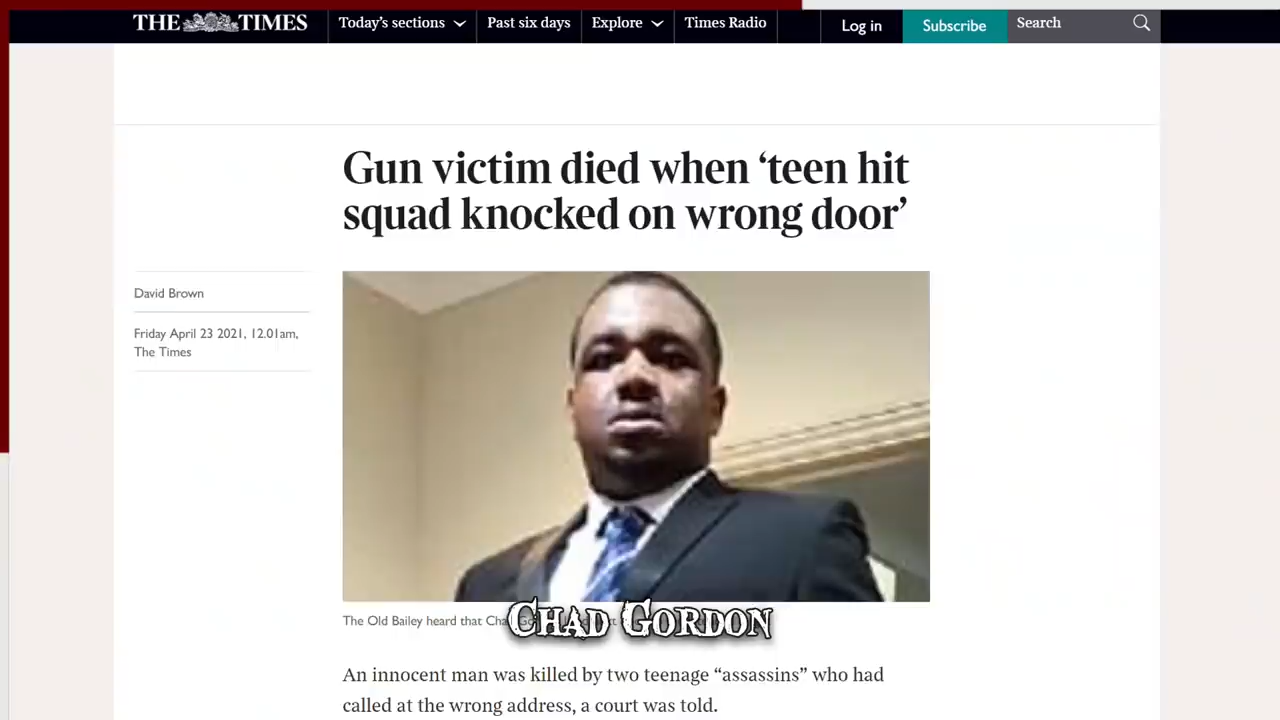 THE TIMES
Today's sections
Past six days
Explore
Times Radio
Log in
Subscribe
Search
Gun victim died when ‘teen hit
squad knocked on wrong door’
David Brown
Friday April 23 2021, 12.01am,
The Times
The Old Bailey heard that Cha
CHAD GORDON
An innocent man was killed by two teenage “assassins” who had
called at the wrong address, a court was told.